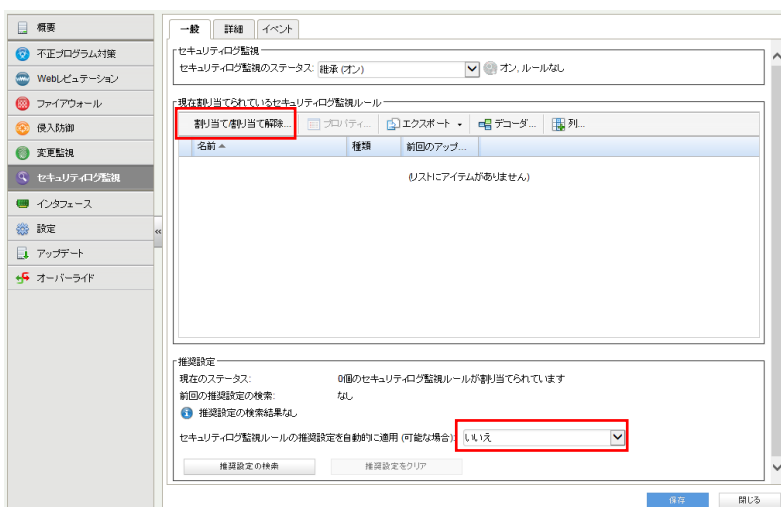 概要
不正プログラム対策
Webレピュテーション
ファイアウォール
侵入防御
変更監視
セキュリティログ監視
インタフェース
設定
アップデート
オーバーライド
«
一般 詳細 イベント
セキュリティログ監視
セキュリティログ監視のステータス: 継承 (オン) オン, ルールなし
現在割り当てられているセキュリティログ監視ルール
割り当て/割り当て解除... プロパティ... エクスポート デコーダ... 列...
名前 種類 前回のアップ...
(リストにアイテムがありません)
推奨設定
現在のステータス: 0個のセキュリティログ監視ルールが割り当てられています
前回の推奨設定の検索: なし
推奨設定の検索結果なし
セキュリティログ監視ルールの推奨設定を自動的に適用 (可能な場合): いいえ
推奨設定の検索 推奨設定をクリア
保存 閉じる